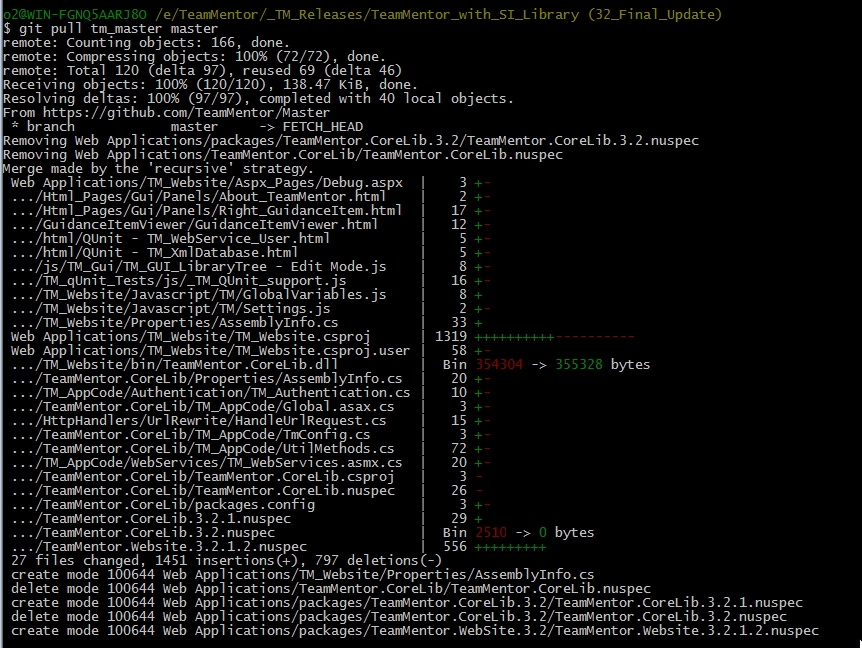 o2@WIN-FGNQ5AARJ8O /e/TeamMentor/_TM_Releases/TeamMentor_with_SI_Library (32_Final_Update)
$ git pull tm_master master
remote: Counting objects: 166, done.
remote: Compressing objects: 100% (72/72), done.
remote: Total 120 (delta 97), reused 69 (delta 46)
Receiving objects: 100% (120/120), 138.47 KiB, done.
Resolving deltas: 100% (97/97), completed with 40 local objects.
From https://github.com/TeamMentor/Master
 * branch            master     -> FETCH_HEAD
Removing Web Applications/packages/TeamMentor.CoreLib.3.2/TeamMentor.CoreLib.3.2.nuspec
Removing Web Applications/TeamMentor.CoreLib/TeamMentor.CoreLib.nuspec
Merge made by the 'recursive' strategy.
 Web Applications/TM_Website/Aspx_Pages/Debug.aspx  |    3 +-
 .../Html_Pages/Gui/Panels/About_TeamMentor.html    |    2 +-
 .../Html_Pages/Gui/Panels/Right_GuidanceItem.html  |   17 +-
 .../GuidanceItemViewer/GuidanceItemViewer.html     |   12 +-
 .../html/QUnit - TM_WebService_User.html           |    5 +-
 .../html/QUnit - TM_XmlDatabase.html               |    5 +-
 .../js/TM_Gui/TM_GUI_LibraryTree - Edit Mode.js    |    8 +-
 .../TM_qUnit_Tests/js/_TM_QUnit_support.js         |   16 +-
 .../TM_Website/Javascript/TM/GlobalVariables.js    |    8 +
 .../TM_Website/Javascript/TM/Settings.js           |    2 +-
 .../TM_Website/Properties/AssemblyInfo.cs          |   33 +
 Web Applications/TM_Website/TM_Website.csproj      | 1319 ++++++++++----------
 Web Applications/TM_Website/TM_Website.csproj.user |   58 +-
 .../TM_Website/bin/TeamMentor.CoreLib.dll          |  Bin 354304 -> 355328 bytes
 .../TeamMentor.CoreLib/Properties/AssemblyInfo.cs  |   20 +-
 .../TM_AppCode/Authentication/TM_Authentication.cs |   10 +-
 .../TeamMentor.CoreLib/TM_AppCode/Global.asax.cs   |    3 +-
 .../HttpHandlers/UrlRewrite/HandleUrlRequest.cs    |   15 +-
 .../TeamMentor.CoreLib/TM_AppCode/TmConfig.cs      |    3 +-
 .../TeamMentor.CoreLib/TM_AppCode/UtilMethods.cs   |   72 +-
 .../TM_AppCode/WebServices/TM_WebServices.asmx.cs  |   20 +-
 .../TeamMentor.CoreLib/TeamMentor.CoreLib.csproj   |    3 -
 .../TeamMentor.CoreLib/TeamMentor.CoreLib.nuspec   |   26 -
 .../TeamMentor.CoreLib/packages.config             |    3 +-
 .../TeamMentor.CoreLib.3.2.1.nuspec                |   29 +
 .../TeamMentor.CoreLib.3.2.nuspec                  |  Bin 2510 -> 0 bytes
 .../TeamMentor.Website.3.2.1.2.nuspec              |  556 +++++++++
 27 files changed, 1451 insertions(+), 797 deletions(-)
 create mode 100644 Web Applications/TM_Website/Properties/AssemblyInfo.cs
 delete mode 100644 Web Applications/TeamMentor.CoreLib/TeamMentor.CoreLib.nuspec
 create mode 100644 Web Applications/packages/TeamMentor.CoreLib.3.2/TeamMentor.CoreLib.3.2.1.nuspec
 delete mode 100644 Web Applications/packages/TeamMentor.CoreLib.3.2/TeamMentor.CoreLib.3.2.nuspec
 create mode 100644 Web Applications/packages/TeamMentor.WebSite.3.2/TeamMentor.Website.3.2.1.2.nuspec